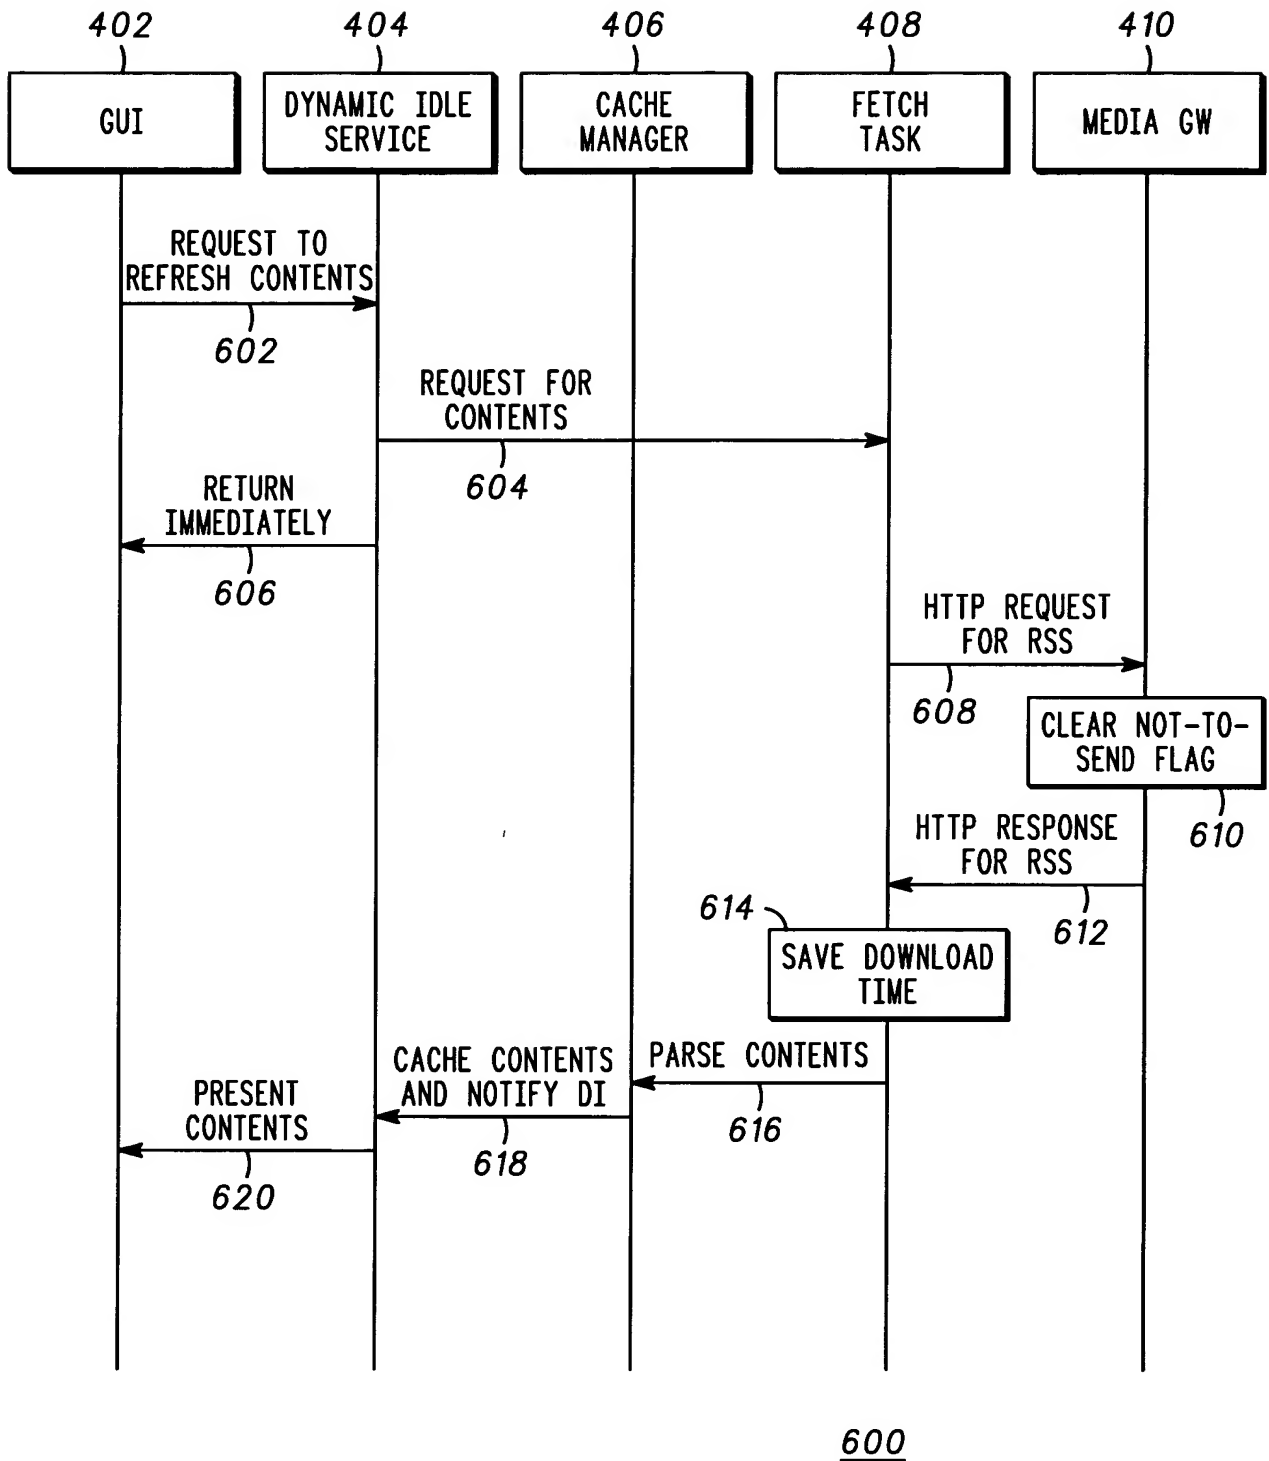 402
404
406
408
410
GUI
DYNAMIC IDLE
SERVICE
CACHE
MANAGER
FETCH
TASK
MEDIA GW
REQUEST TO
REFRESH CONTENTS
602
REQUEST FOR
CONTENTS
604
RETURN
IMMEDIATELY
606
HTTP REQUEST
FOR RSS
608
CLEAR NOT-TO-
SEND FLAG
610
HTTP RESPONSE
FOR RSS
612
614
SAVE DOWNLOAD
TIME
PARSE CONTENTS
616
CACHE CONTENTS
AND NOTIFY DI
618
PRESENT
CONTENTS
620
600